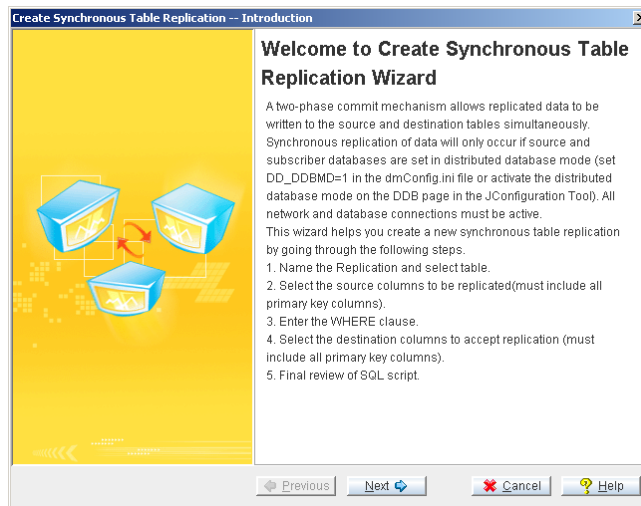 Create Synchronous Table Replication -- Introduction
Welcome to Create Synchronous Table
Replication Wizard
A two-phase commit mechanism allows replicated data to be
written to the source and destination tables simultaneously.
Synchronous replication of data will only occur if source and
subscriber databases are set in distributed database mode (set
DD_DDBMD=1 in the dmConfig.ini file or activate the distributed
database mode on the DDB page in the JConfiguration Tool). All
network and database connections must be active.
This wizard helps you create a new synchronous table replication
by going through the following steps.
1. Name the Replication and select table.
2. Select the source columns to be replicated(must include all
primary key columns).
3. Enter the WHERE clause.
4. Select the destination columns to accept replication (must
include all primary key columns).
5. Final review of SQL script.
Previous Next Cancel Help